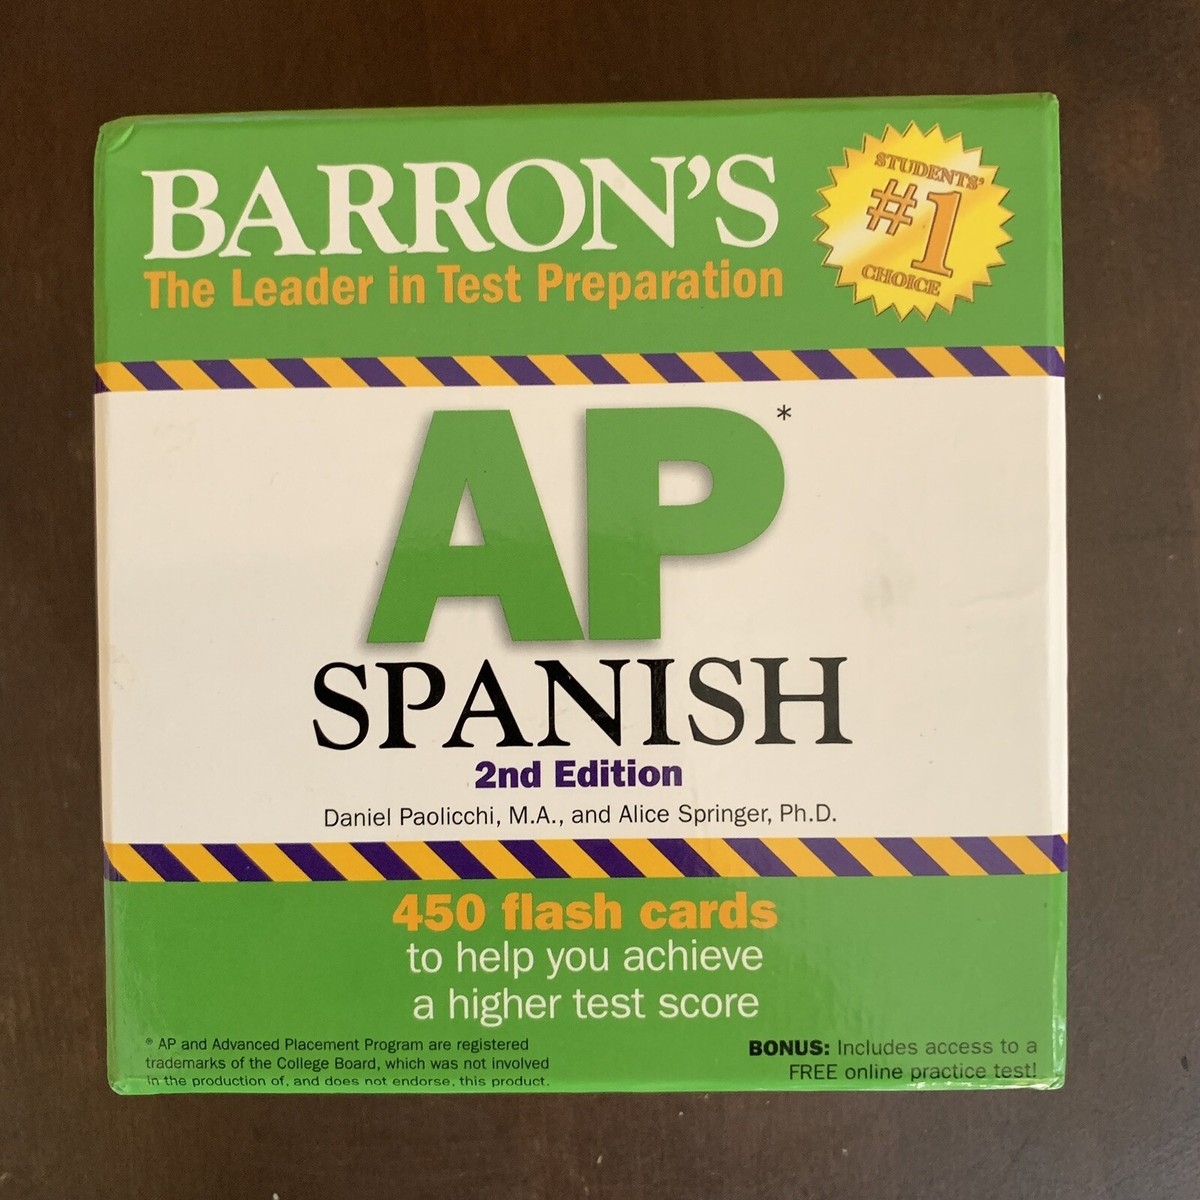 BARRON'S
The Leader in Test Preparation
STUDENTS'
#1
CHOICE
AP*
SPANISH
2nd Edition
Daniel Paolicchi, M.A., and Alice Springer, Ph.D.
450 flash cards
to help you achieve
a higher test score
* AP and Advanced Placement Program are registered
trademarks of the College Board, which was not involved
in the production of, and does not endorse, this product.
BONUS: Includes access to a
FREE online practice test!